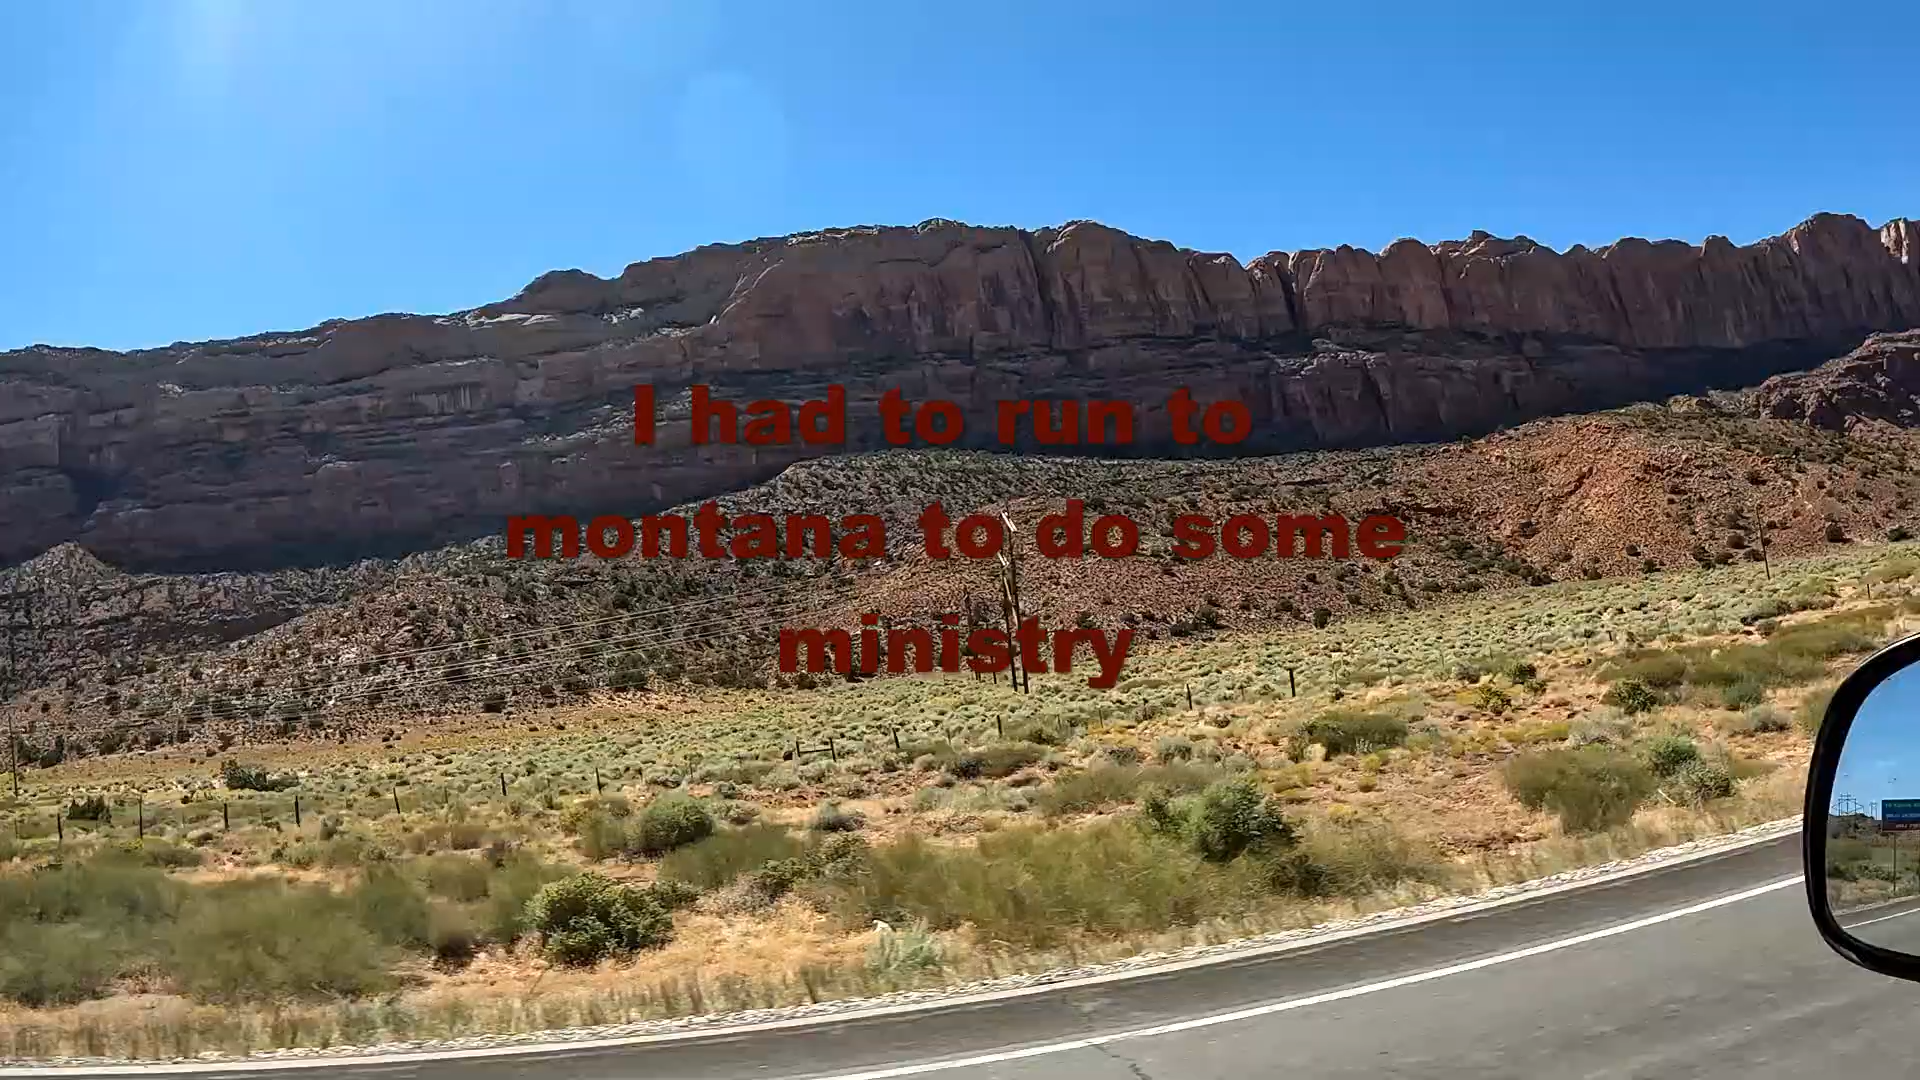 I had to run to
montana to do some
ministry